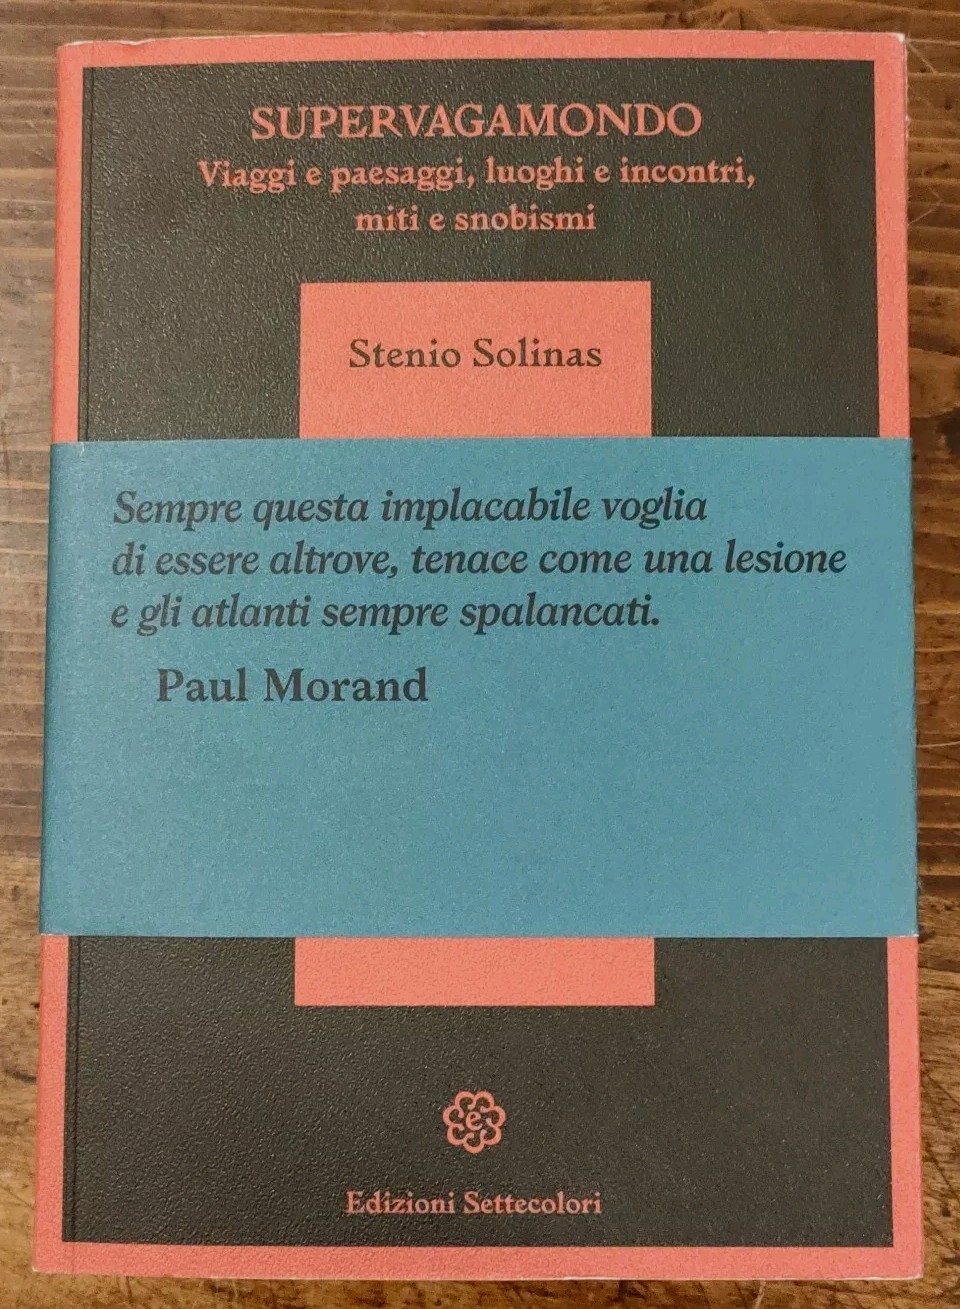 SUPERVAGAMONDO
Viaggi e paesaggi, luoghi e incontri,
miti e snobismi
Stenio Solinas
Sempre questa implacabile voglia
di essere altrove, tenace come una lesione
e gli atlanti sempre spalancati.
Paul Morand
e
Edizioni Settecolori